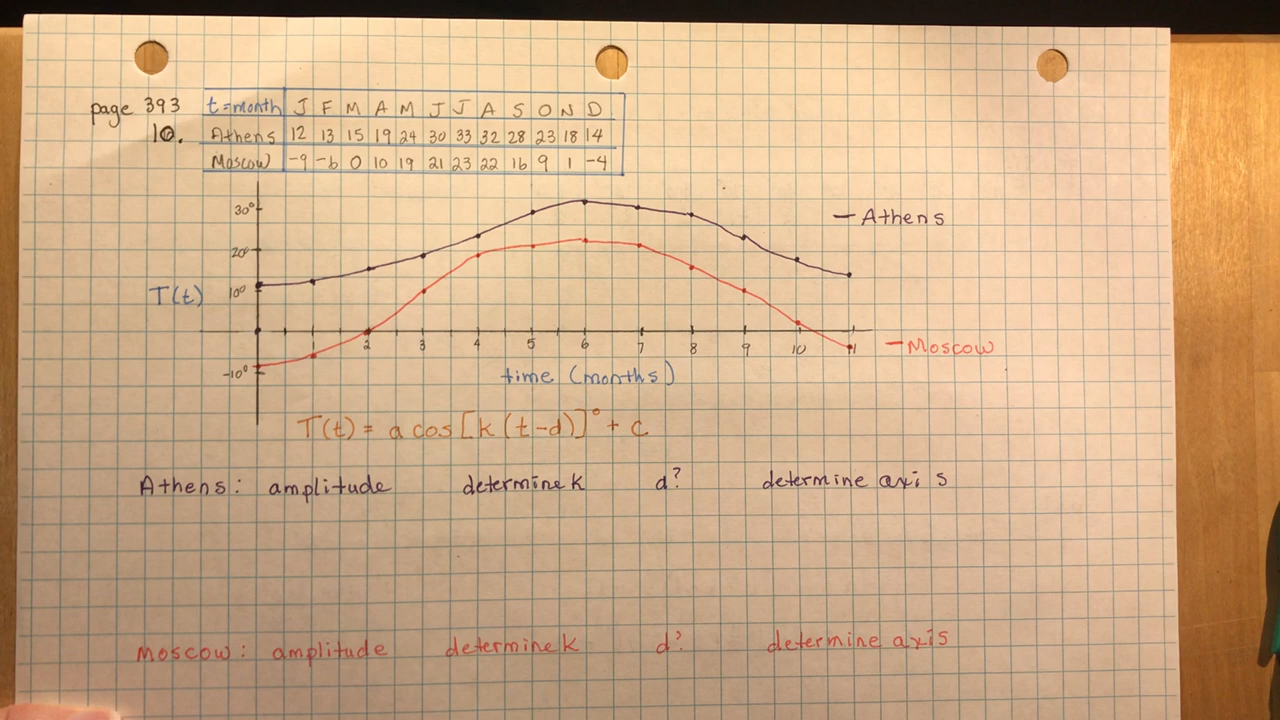 page 393 t=month J F M A M J J A S O N D
10. Athens 12 13 15 19 24 30 33 32 28 23 18 14
Moscow -9 -6 0 10 19 21 23 22 16 9 1 -4
30°
— Athens
20°
T(t)
10°
2 3 4 5 6 7 8 9 10 11
— Moscow
-10°
time (months)
T(t) = a cos [k (t-d)]° + c
Athens: amplitude determine k d? determine axis
Moscow: amplitude determine k d? determine axis